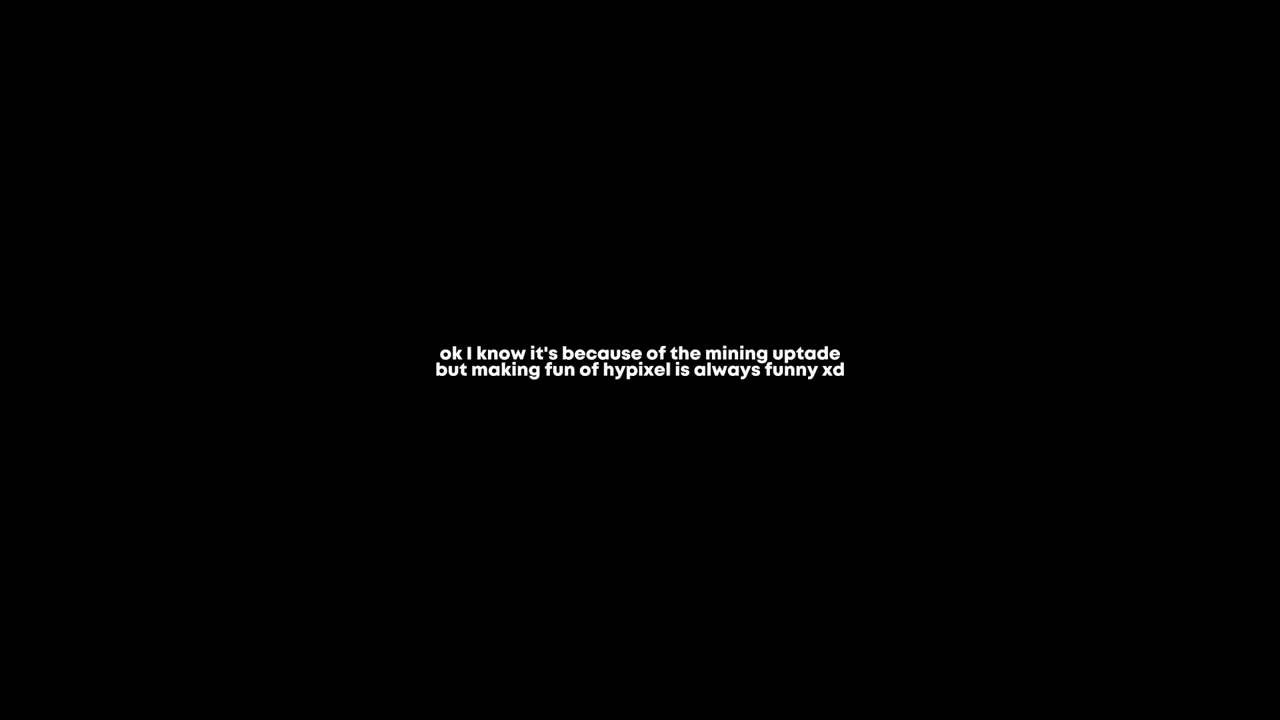 ok I know it's because of the mining uptade
but making fun of hypixel is always funny xd